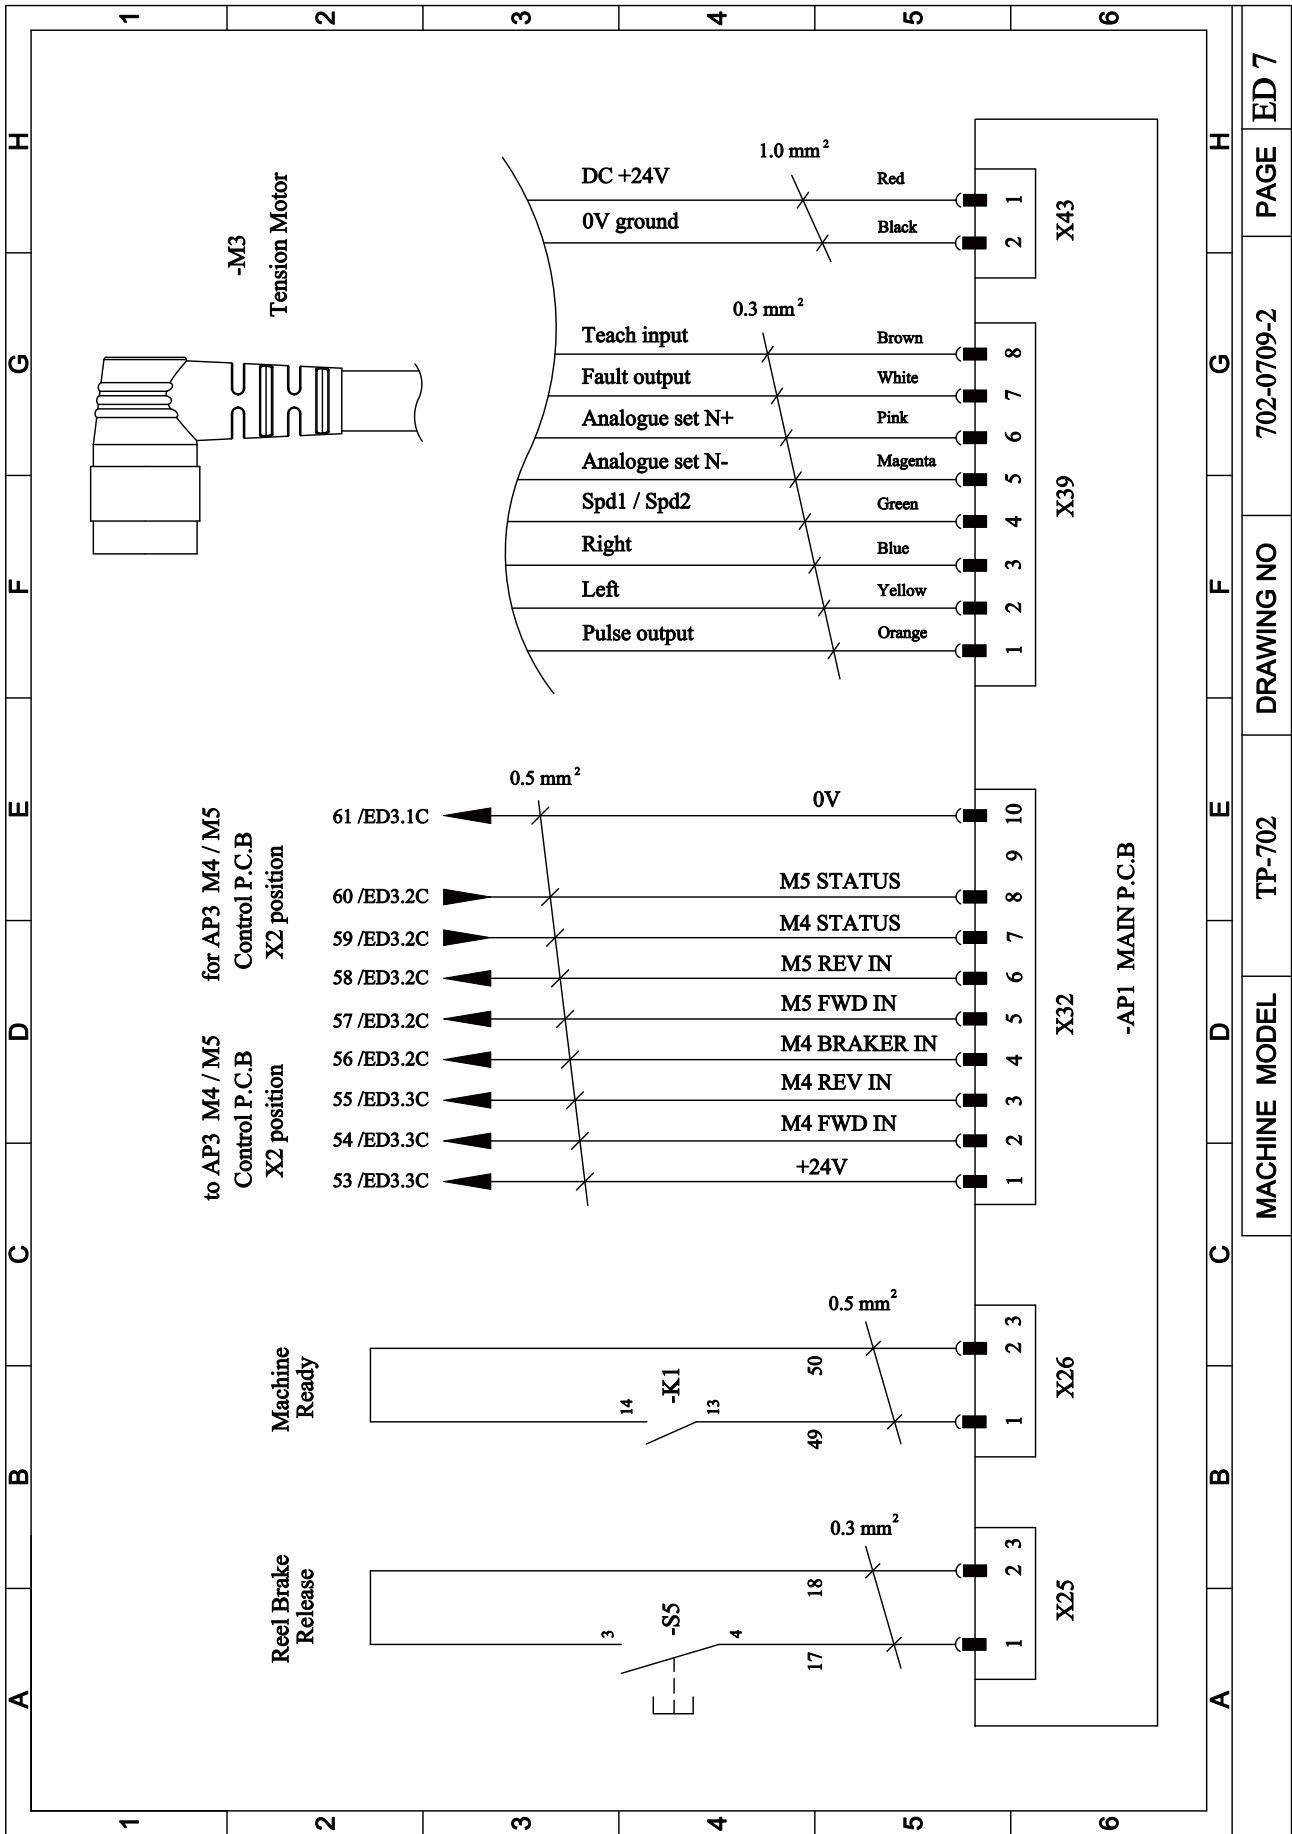 1
2
3
4
5
6
H
G
F
E
D
C
B
A
-M3
Tension Motor
DC +24V
0V ground
1.0 mm²
Red
Black
1
2
X43
0.3 mm²
Teach input
Fault output
Analogue set N+
Analogue set N-
Spd1 / Spd2
Right
Left
Pulse output
Brown
White
Pink
Magenta
Green
Blue
Yellow
Orange
8
7
6
5
4
3
2
1
X39
for AP3 M4 / M5
Control P.C.B
X2 position
to AP3 M4 / M5
Control P.C.B
X2 position
0.5 mm²
61 /ED3.1C
60 /ED3.2C
59 /ED3.2C
58 /ED3.2C
57 /ED3.2C
56 /ED3.2C
55 /ED3.3C
54 /ED3.3C
53 /ED3.3C
0V
M5 STATUS
M4 STATUS
M5 REV IN
M5 FWD IN
M4 BRAKER IN
M4 REV IN
M4 FWD IN
+24V
10
9
8
7
6
5
4
3
2
1
X32
-AP1 MAIN P.C.B
Machine
Ready
14
-K1
13
50
49
0.5 mm²
3
2
1
X26
Reel Brake
Release
3
-S5
4
18
17
0.3 mm²
3
2
1
X25
H
G
F
E
D
C
B
A
1
2
3
4
5
6
MACHINE MODEL
TP-702
DRAWING NO
702-0709-2
PAGE
ED 7